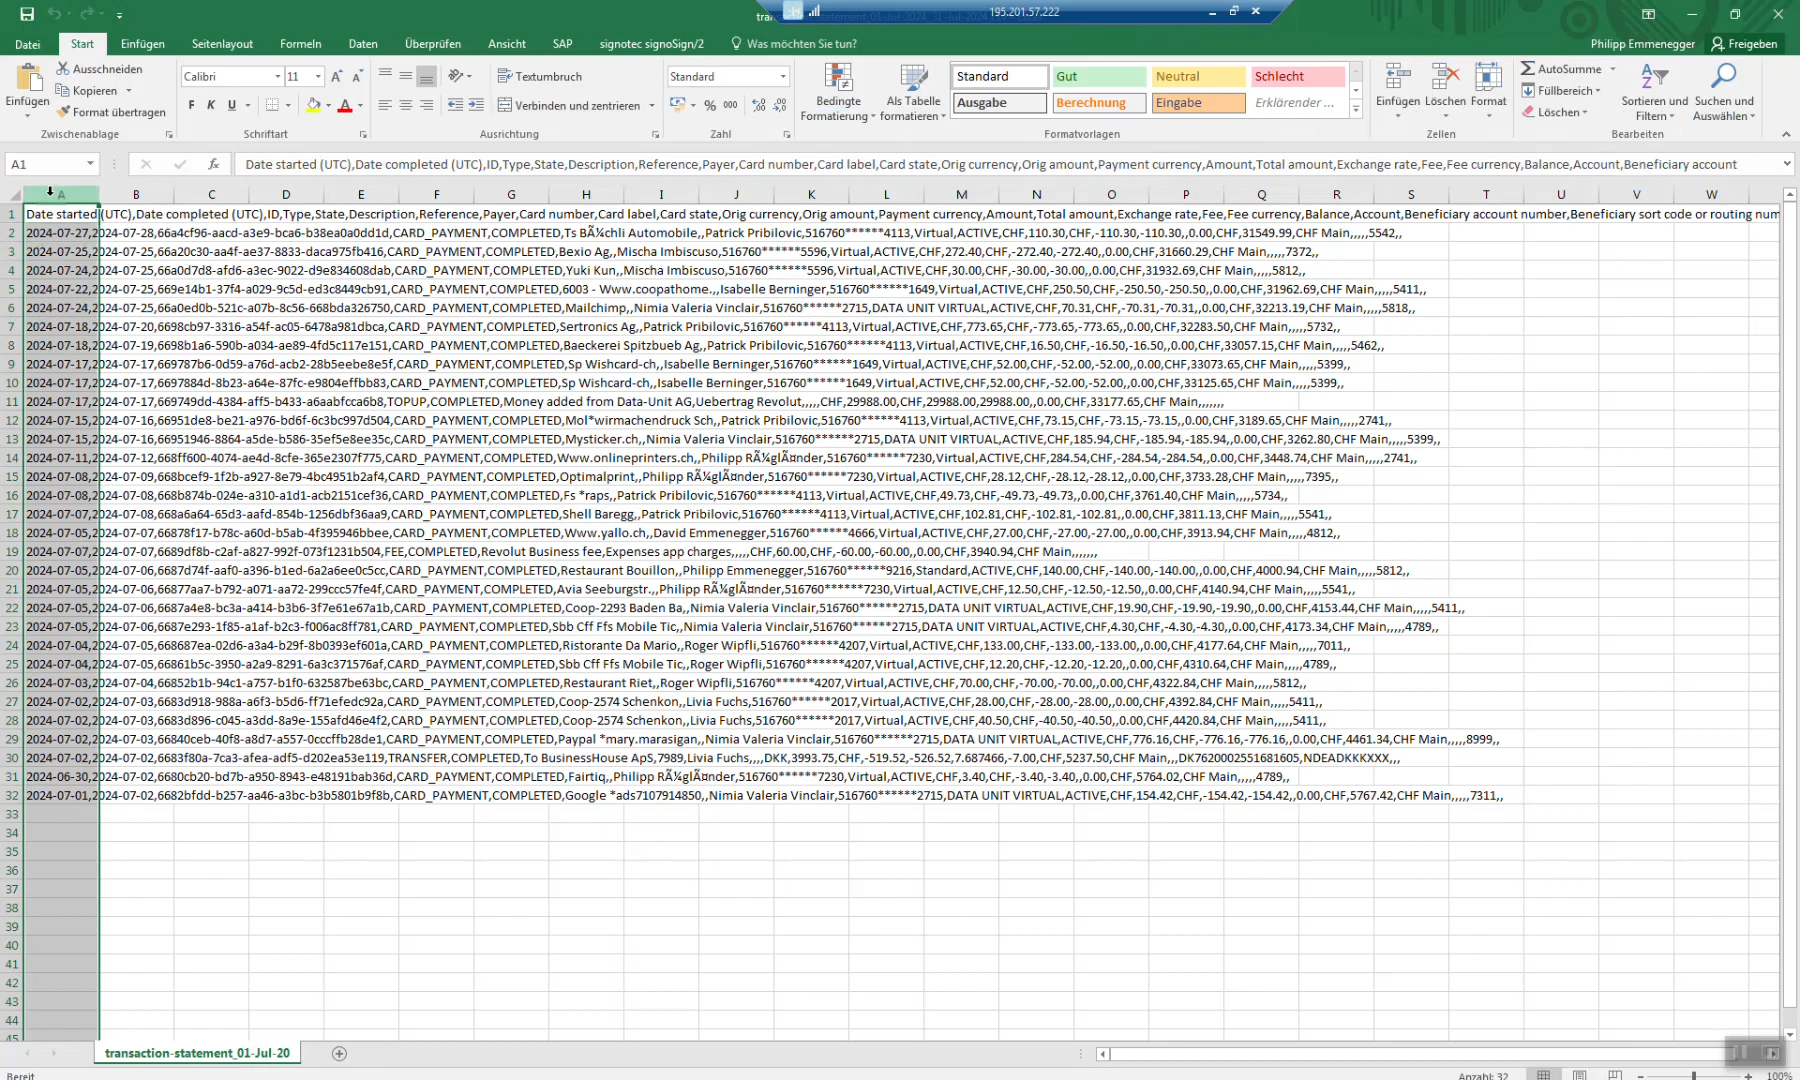 195.201.57.222
Datei Start Einfügen Seitenlayout Formeln Daten Überprüfen Ansicht SAP signotec signoSign/2 Was möchten Sie tun? Philipp Emmenegger Freigeben
Einfügen Ausschneiden Kopieren Format übertragen
Zwischenablage
Calibri 11 F K U
Schriftart
Textumbruch
Verbinden und zentrieren
Ausrichtung
Standard
% 000
Zahl
Bedingte Formatierung
Als Tabelle formatieren
Standard Gut Neutral Schlecht
Ausgabe Berechnung Eingabe Erklärender ...
Formatvorlagen
Einfügen Löschen Format
Zellen
AutoSumme
Füllbereich
Löschen
Sortieren und Filtern
Suchen und Auswählen
Bearbeiten
A1 fx Date started (UTC),Date completed (UTC),ID,Type,State,Description,Reference,Payer,Card number,Card label,Card state,Orig currency,Orig amount,Payment currency,Amount,Total amount,Exchange rate,Fee,Fee currency,Balance,Account,Beneficiary account
A B C D E F G H I J K L M N O P Q R S T U V W
1 Date started (UTC),Date completed (UTC),ID,Type,State,Description,Reference,Payer,Card number,Card label,Card state,Orig currency,Orig amount,Payment currency,Amount,Total amount,Exchange rate,Fee,Fee currency,Balance,Account,Beneficiary account number,Beneficiary sort code or routing num
2 2024-07-27,2024-07-28,66a4cf96-aacd-a3e9-bca6-b38ea0a0dd1d,CARD_PAYMENT,COMPLETED,Ts BÃ¼chli Automobile,,Patrick Pribilovic,516760******4113,Virtual,ACTIVE,CHF,110.30,CHF,-110.30,-110.30,,0.00,CHF,31549.99,CHF Main,,,,,5542,,
3 2024-07-25,2024-07-25,66a20c30-aa4f-ae37-8833-daca975fb416,CARD_PAYMENT,COMPLETED,Bexio Ag,,Mischa Imbiscuso,516760******5596,Virtual,ACTIVE,CHF,272.40,CHF,-272.40,-272.40,,0.00,CHF,31660.29,CHF Main,,,,,7372,,
4 2024-07-24,2024-07-25,66a0d7d8-afd6-a3ec-9022-d9e834608dab,CARD_PAYMENT,COMPLETED,Yuki Kun,,Mischa Imbiscuso,516760******5596,Virtual,ACTIVE,CHF,30.00,CHF,-30.00,-30.00,,0.00,CHF,31932.69,CHF Main,,,,,5812,,
5 2024-07-22,2024-07-25,669e14b1-37f4-a029-9c5d-ed3c8449cb91,CARD_PAYMENT,COMPLETED,6003 - Www.coopathome.,,Isabelle Berninger,516760******1649,Virtual,ACTIVE,CHF,250.50,CHF,-250.50,-250.50,,0.00,CHF,31962.69,CHF Main,,,,,5411,,
6 2024-07-24,2024-07-25,66a0ed0b-521c-a07b-8c56-668bda326750,CARD_PAYMENT,COMPLETED,Mailchimp,,Nimia Valeria Vinclair,516760******2715,DATA UNIT VIRTUAL,ACTIVE,CHF,70.31,CHF,-70.31,-70.31,,0.00,CHF,32213.19,CHF Main,,,,,5818,,
7 2024-07-18,2024-07-20,6698cb97-3316-a54f-ac05-6478a981dbca,CARD_PAYMENT,COMPLETED,Sertronics Ag,,Patrick Pribilovic,516760******4113,Virtual,ACTIVE,CHF,773.65,CHF,-773.65,-773.65,,0.00,CHF,32283.50,CHF Main,,,,,5732,,
8 2024-07-18,2024-07-19,6698b1a6-590b-a034-ae89-4fd5c117e151,CARD_PAYMENT,COMPLETED,Baeckerei Spitzbueb Ag,,Patrick Pribilovic,516760******4113,Virtual,ACTIVE,CHF,16.50,CHF,-16.50,-16.50,,0.00,CHF,33057.15,CHF Main,,,,,5462,,
9 2024-07-17,2024-07-17,669787b6-0d59-a76d-acb2-28b5eebe8e5f,CARD_PAYMENT,COMPLETED,Sp Wishcard-ch,,Isabelle Berninger,516760******1649,Virtual,ACTIVE,CHF,52.00,CHF,-52.00,-52.00,,0.00,CHF,33073.65,CHF Main,,,,,5399,,
10 2024-07-17,2024-07-17,6697884d-8b23-a64e-87fc-e9804effbb83,CARD_PAYMENT,COMPLETED,Sp Wishcard-ch,,Isabelle Berninger,516760******1649,Virtual,ACTIVE,CHF,52.00,CHF,-52.00,-52.00,,0.00,CHF,33125.65,CHF Main,,,,,5399,,
11 2024-07-17,2024-07-17,669749dd-4384-aff5-b433-a6aabfcca6b8,TOPUP,COMPLETED,Money added from Data-Unit AG,Uebertrag Revolut,,,,,CHF,29988.00,CHF,29988.00,29988.00,,0.00,CHF,33177.65,CHF Main,,,,,,,
12 2024-07-15,2024-07-16,66951de8-be21-a976-bd6f-6c3bc997d504,CARD_PAYMENT,COMPLETED,Mol*wirmachendruck Sch,,Patrick Pribilovic,516760******4113,Virtual,ACTIVE,CHF,73.15,CHF,-73.15,-73.15,,0.00,CHF,3189.65,CHF Main,,,,,2741,,
13 2024-07-15,2024-07-16,66951946-8864-a5de-b586-35ef5e8ee35c,CARD_PAYMENT,COMPLETED,Mysticker.ch,,Nimia Valeria Vinclair,516760******2715,DATA UNIT VIRTUAL,ACTIVE,CHF,185.94,CHF,-185.94,-185.94,,0.00,CHF,3262.80,CHF Main,,,,,5399,,
14 2024-07-11,2024-07-12,668ff600-4074-ae4d-8cfe-365e2307f775,CARD_PAYMENT,COMPLETED,Www.onlineprinters.ch,,Philipp RÃ¼glÃ¤nder,516760******7230,Virtual,ACTIVE,CHF,284.54,CHF,-284.54,-284.54,,0.00,CHF,3448.74,CHF Main,,,,,2741,,
15 2024-07-08,2024-07-09,668bcef9-1f2b-a927-8e79-4bc4951b2af4,CARD_PAYMENT,COMPLETED,Optimalprint,,Philipp RÃ¼glÃ¤nder,516760******7230,Virtual,ACTIVE,CHF,28.12,CHF,-28.12,-28.12,,0.00,CHF,3733.28,CHF Main,,,,,7395,,
16 2024-07-08,2024-07-08,668b874b-024e-a310-a1d1-acb2151cef36,CARD_PAYMENT,COMPLETED,Fs *raps,,Patrick Pribilovic,516760******4113,Virtual,ACTIVE,CHF,49.73,CHF,-49.73,-49.73,,0.00,CHF,3761.40,CHF Main,,,,,5734,,
17 2024-07-07,2024-07-08,668a6a64-65d3-aafd-854b-1256dbf36aa9,CARD_PAYMENT,COMPLETED,Shell Baregg,,Patrick Pribilovic,516760******4113,Virtual,ACTIVE,CHF,102.81,CHF,-102.81,-102.81,,0.00,CHF,3811.13,CHF Main,,,,,5541,,
18 2024-07-05,2024-07-07,66878f17-b78c-a60d-b5ab-4f395946bbee,CARD_PAYMENT,COMPLETED,Www.yallo.ch,,David Emmenegger,516760******4666,Virtual,ACTIVE,CHF,27.00,CHF,-27.00,-27.00,,0.00,CHF,3913.94,CHF Main,,,,,4812,,
19 2024-07-07,2024-07-07,6689df8b-c2af-a827-992f-073f1231b504,FEE,COMPLETED,Revolut Business fee,Expenses app charges,,,,,CHF,60.00,CHF,-60.00,-60.00,,0.00,CHF,3940.94,CHF Main,,,,,,,
20 2024-07-05,2024-07-06,6687d74f-aaf0-a396-b1ed-6a2a6ee0c5cc,CARD_PAYMENT,COMPLETED,Restaurant Bouillon,,Philipp Emmenegger,516760******9216,Standard,ACTIVE,CHF,140.00,CHF,-140.00,-140.00,,0.00,CHF,4000.94,CHF Main,,,,,5812,,
21 2024-07-05,2024-07-06,66877aa7-b792-a071-aa72-299ccc57fe4f,CARD_PAYMENT,COMPLETED,Avia Seeburgstr.,,Philipp RÃ¼glÃ¤nder,516760******7230,Virtual,ACTIVE,CHF,12.50,CHF,-12.50,-12.50,,0.00,CHF,4140.94,CHF Main,,,,,5541,,
22 2024-07-05,2024-07-06,6687a4e8-bc3a-a414-b3b6-3f7e61e67a1b,CARD_PAYMENT,COMPLETED,Coop-2293 Baden Ba,,Nimia Valeria Vinclair,516760******2715,DATA UNIT VIRTUAL,ACTIVE,CHF,19.90,CHF,-19.90,-19.90,,0.00,CHF,4153.44,CHF Main,,,,,5411,,
23 2024-07-05,2024-07-06,6687e293-1f85-a1af-b2c3-f006ac8ff781,CARD_PAYMENT,COMPLETED,Sbb Cff Ffs Mobile Tic,,Nimia Valeria Vinclair,516760******2715,DATA UNIT VIRTUAL,ACTIVE,CHF,4.30,CHF,-4.30,-4.30,,0.00,CHF,4173.34,CHF Main,,,,,4789,,
24 2024-07-04,2024-07-05,668687ea-02d6-a3a4-b29f-8b0393ef601a,CARD_PAYMENT,COMPLETED,Ristorante Da Mario,,Roger Wipfli,516760******4207,Virtual,ACTIVE,CHF,133.00,CHF,-133.00,-133.00,,0.00,CHF,4177.64,CHF Main,,,,,7011,,
25 2024-07-04,2024-07-05,66861b5c-3950-a2a9-8291-6a3c371576af,CARD_PAYMENT,COMPLETED,Sbb Cff Ffs Mobile Tic,,Roger Wipfli,516760******4207,Virtual,ACTIVE,CHF,12.20,CHF,-12.20,-12.20,,0.00,CHF,4310.64,CHF Main,,,,,4789,,
26 2024-07-03,2024-07-04,66852b1b-94c1-a757-b1f0-632587be63bc,CARD_PAYMENT,COMPLETED,Restaurant Riet,,Roger Wipfli,516760******4207,Virtual,ACTIVE,CHF,70.00,CHF,-70.00,-70.00,,0.00,CHF,4322.84,CHF Main,,,,,5812,,
27 2024-07-02,2024-07-03,6683d918-988a-a6f3-b5d6-ff71efedc92a,CARD_PAYMENT,COMPLETED,Coop-2574 Schenkon,,Livia Fuchs,516760******2017,Virtual,ACTIVE,CHF,28.00,CHF,-28.00,-28.00,,0.00,CHF,4392.84,CHF Main,,,,,5411,,
28 2024-07-02,2024-07-03,6683d896-c045-a3dd-8a9e-155afd46e4f2,CARD_PAYMENT,COMPLETED,Coop-2574 Schenkon,,Livia Fuchs,516760******2017,Virtual,ACTIVE,CHF,40.50,CHF,-40.50,-40.50,,0.00,CHF,4420.84,CHF Main,,,,,5411,,
29 2024-07-02,2024-07-03,66840ceb-40f8-a8d7-a557-0cccffb28de1,CARD_PAYMENT,COMPLETED,Paypal *mary.marasigan,,Nimia Valeria Vinclair,516760******2715,DATA UNIT VIRTUAL,ACTIVE,CHF,776.16,CHF,-776.16,-776.16,,0.00,CHF,4461.34,CHF Main,,,,,8999,,
30 2024-07-02,2024-07-02,6683f80a-7ca3-afea-adf5-d202ea53e119,TRANSFER,COMPLETED,To BusinessHouse ApS,7989,Livia Fuchs,,,,DKK,3993.75,CHF,-519.52,-526.52,7.687466,-7.00,CHF,5237.50,CHF Main,,,DK7620002551681605,NDEADKKKXXX,,,
31 2024-06-30,2024-07-02,6680cb20-bd7b-a950-8943-e48191bab36d,CARD_PAYMENT,COMPLETED,Fairtiq,,Philipp RÃ¼glÃ¤nder,516760******7230,Virtual,ACTIVE,CHF,3.40,CHF,-3.40,-3.40,,0.00,CHF,5764.02,CHF Main,,,,,4789,,
32 2024-07-01,2024-07-02,6682bfdd-b257-aa46-a3bc-b3b5801b9f8b,CARD_PAYMENT,COMPLETED,Google *ads7107914850,,Nimia Valeria Vinclair,516760******2715,DATA UNIT VIRTUAL,ACTIVE,CHF,154.42,CHF,-154.42,-154.42,,0.00,CHF,5767.42,CHF Main,,,,,7311,,
33
34
35
36
37
38
39
40
41
42
43
44
45
transaction-statement_01-Jul-20
Bereit Anzahl: 32 100%